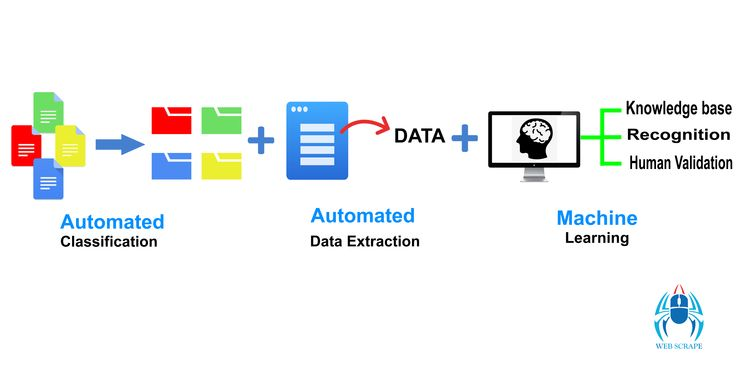 DATA
Knowledge base
Recognition
Human Validation
Automated
Classification
Automated
Data Extraction
Machine
Learning
WEB SCRAPE